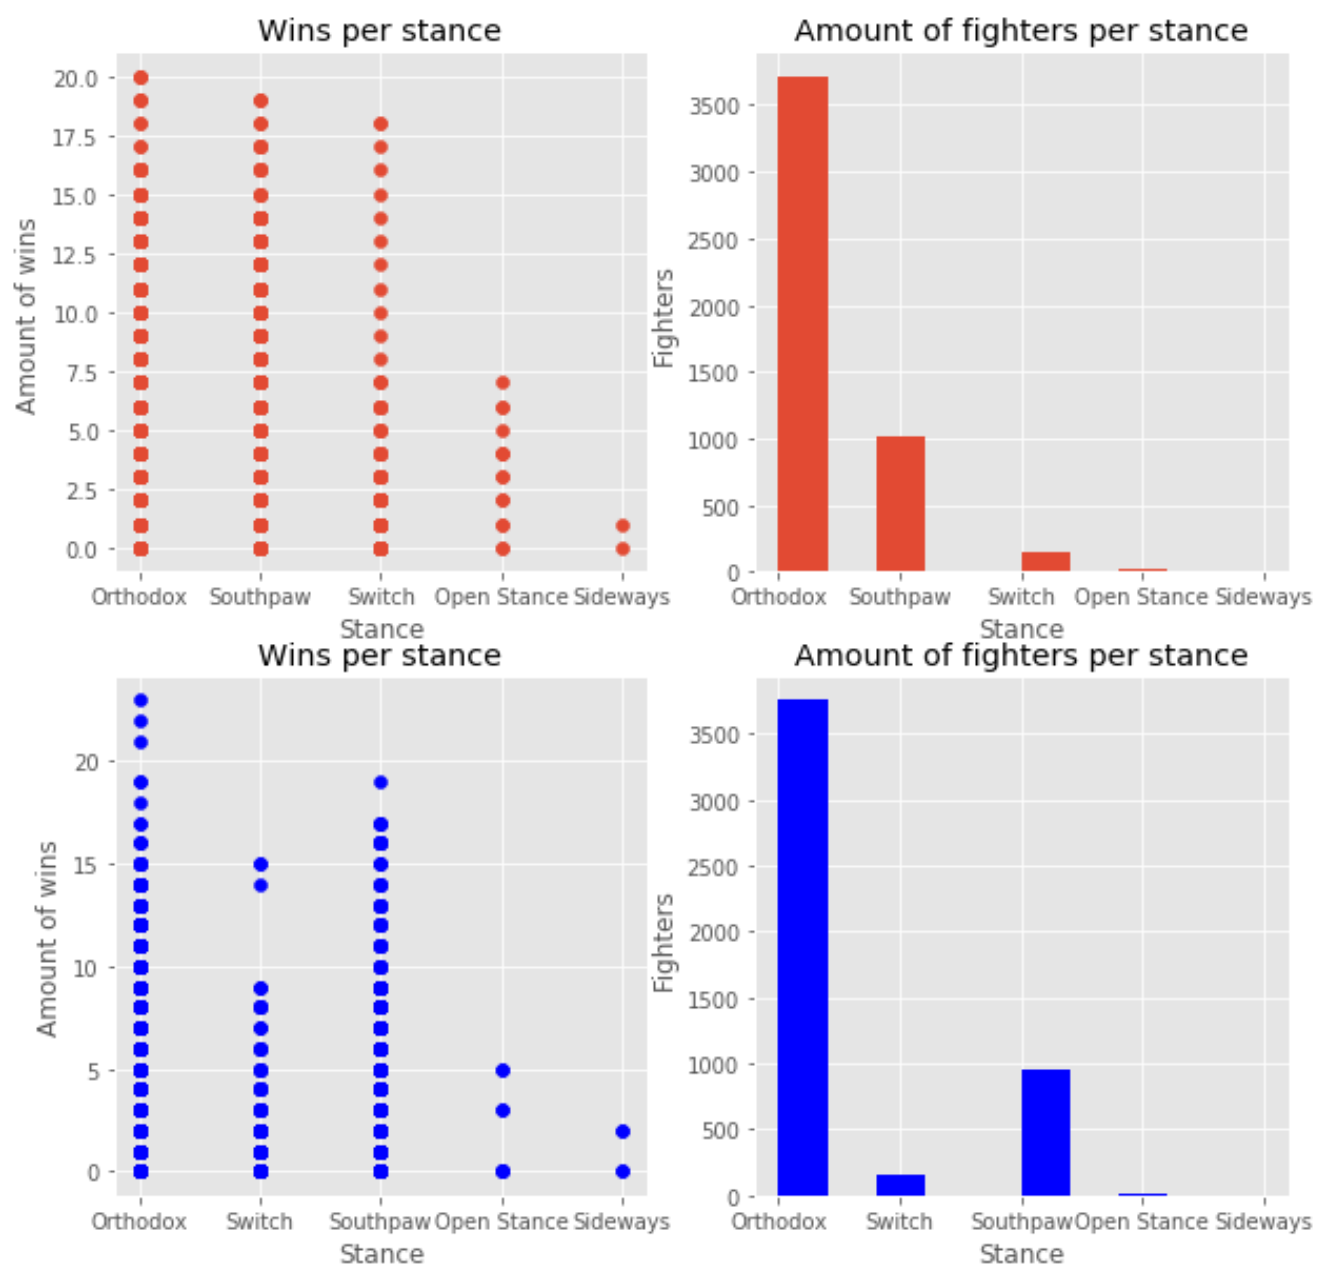 Wins per stance
20.0
17.5
15.0
12.5
10.0
7.5
5.0
2.5
0.0
Amount of wins
Orthodox Southpaw Switch Open Stance Sideways
Stance
Amount of fighters per stance
3500
3000
2500
2000
1500
1000
500
0
Fighters
Orthodox Southpaw Switch Open Stance Sideways
Stance
Wins per stance
20
15
10
5
0
Amount of wins
Orthodox Switch Southpaw Open Stance Sideways
Stance
Amount of fighters per stance
3500
3000
2500
2000
1500
1000
500
0
Fighters
Orthodox Switch Southpaw Open Stance Sideways
Stance